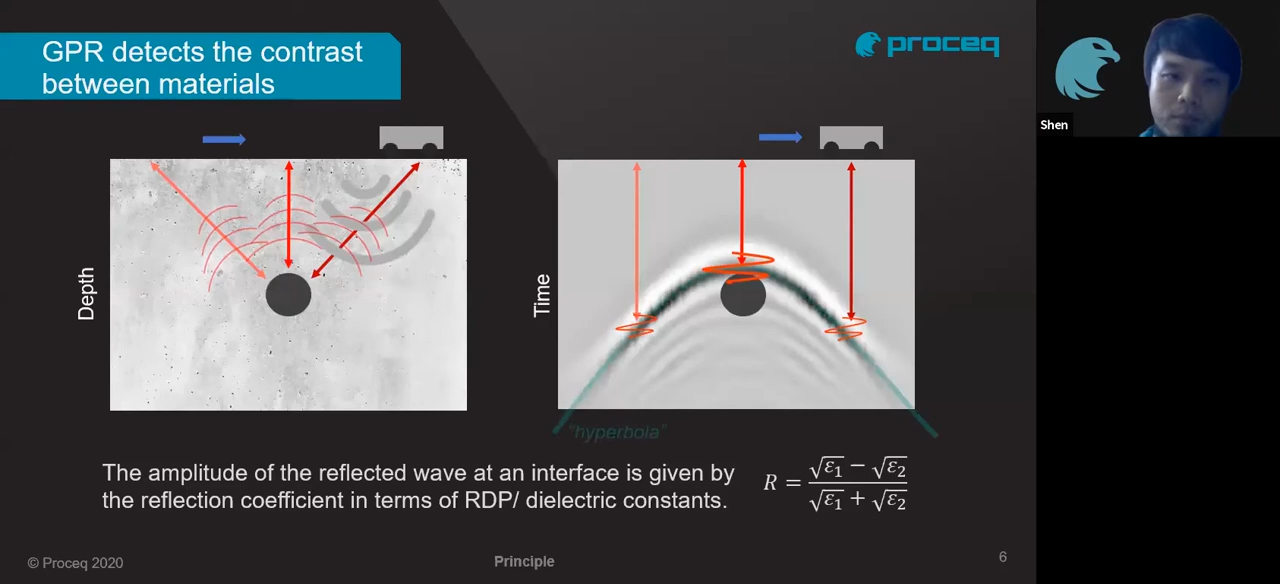 GPR detects the contrast
between materials
proceq
Shen
Depth
Time
"hyperbola"
The amplitude of the reflected wave at an interface is given by
the reflection coefficient in terms of RDP/ dielectric constants.
R = (√ε₁ − √ε₂) / (√ε₁ + √ε₂)
© Proceq 2020
Principle
6